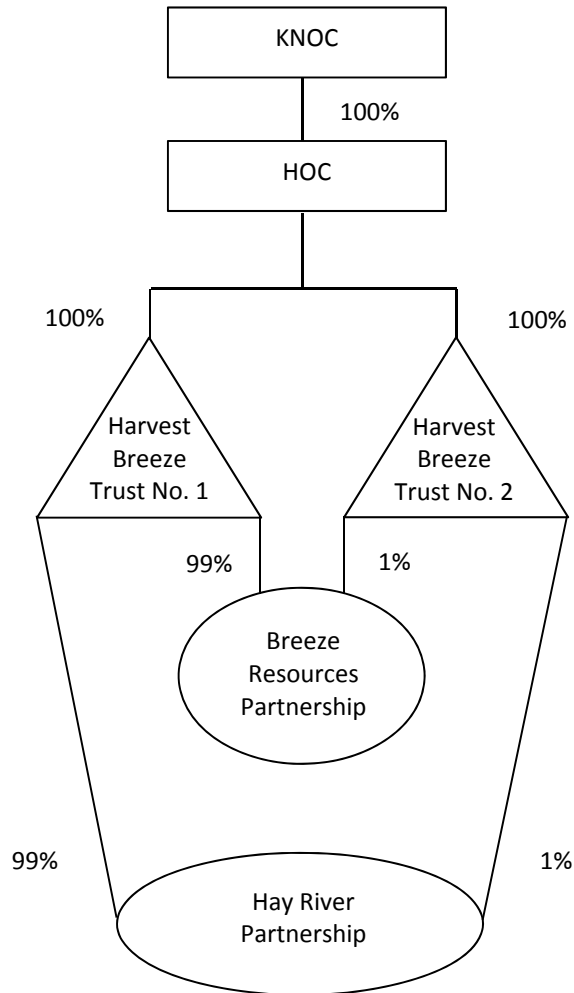 KNOC
100%
HOC
100%
100%
Harvest
Breeze
Trust No. 1
Harvest
Breeze
Trust No. 2
99%
1%
Breeze
Resources
Partnership
99%
1%
Hay River
Partnership